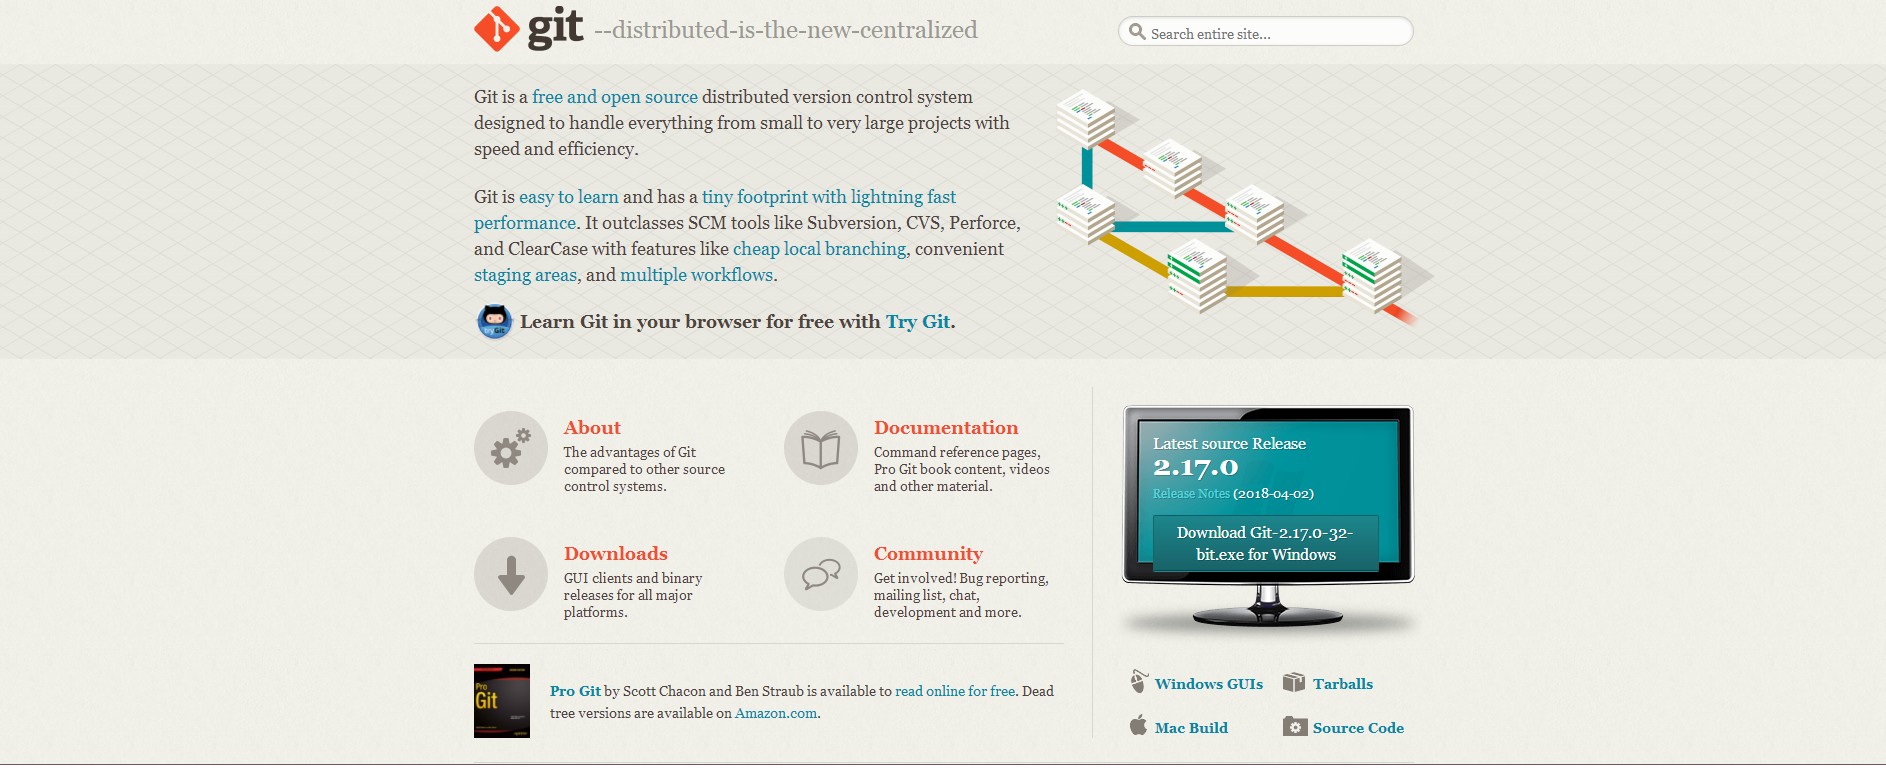 git --distributed-is-the-new-centralized
Search entire site...
Git is a free and open source distributed version control system
designed to handle everything from small to very large projects with
speed and efficiency.
Git is easy to learn and has a tiny footprint with lightning fast
performance. It outclasses SCM tools like Subversion, CVS, Perforce,
and ClearCase with features like cheap local branching, convenient
staging areas, and multiple workflows.
Learn Git in your browser for free with Try Git.
About
The advantages of Git
compared to other source
control systems.
Documentation
Command reference pages,
Pro Git book content, videos
and other material.
Downloads
GUI clients and binary
releases for all major
platforms.
Community
Get involved! Bug reporting,
mailing list, chat,
development and more.
Pro
Git
Pro Git by Scott Chacon and Ben Straub is available to read online for free. Dead
tree versions are available on Amazon.com.
Latest source Release
2.17.0
Release Notes (2018-04-02)
Download Git-2.17.0-32-
bit.exe for Windows
Windows GUIs
Tarballs
Mac Build
Source Code